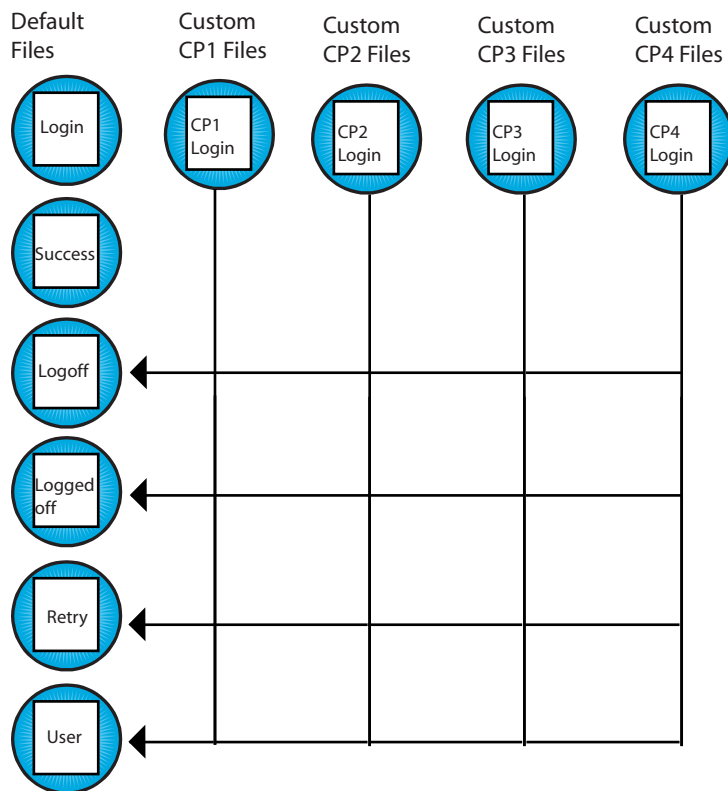 Default
Files
Custom
CP1 Files
Custom
CP2 Files
Custom
CP3 Files
Custom
CP4 Files
Login
CP1
Login
CP2
Login
CP3
Login
CP4
Login
Success
Logoff
Logged
off
Retry
User